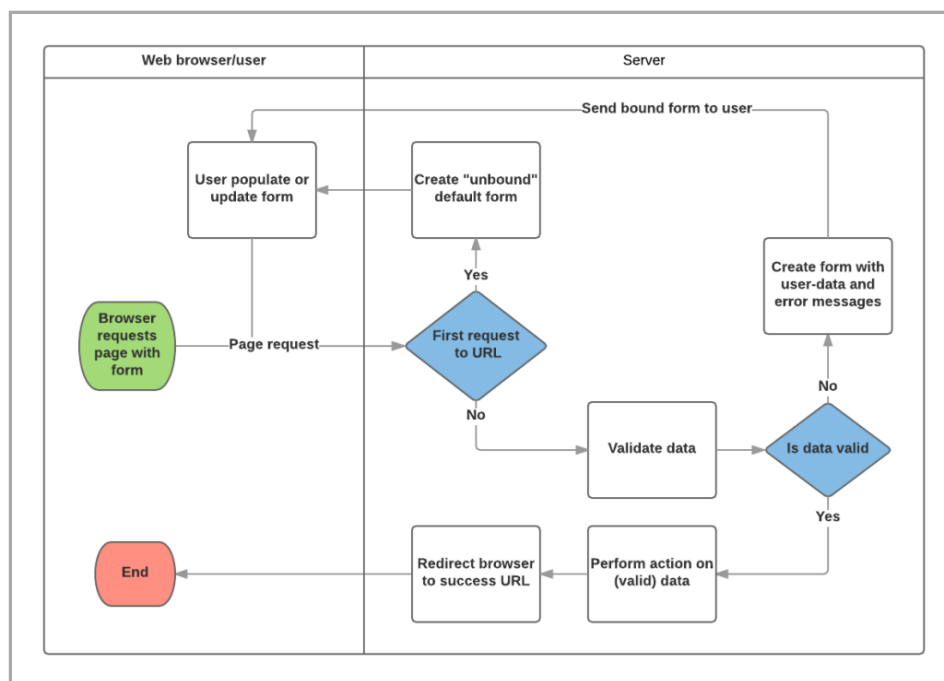 Web browser/user
Server
Send bound form to user
User populate or
update form
Create "unbound"
default form
Create form with
user-data and
error messages
Yes
Browser
requests
page with
form
Page request
First request
to URL
No
No
Validate data
Is data valid
Yes
End
Redirect browser
to success URL
Perform action on
(valid) data